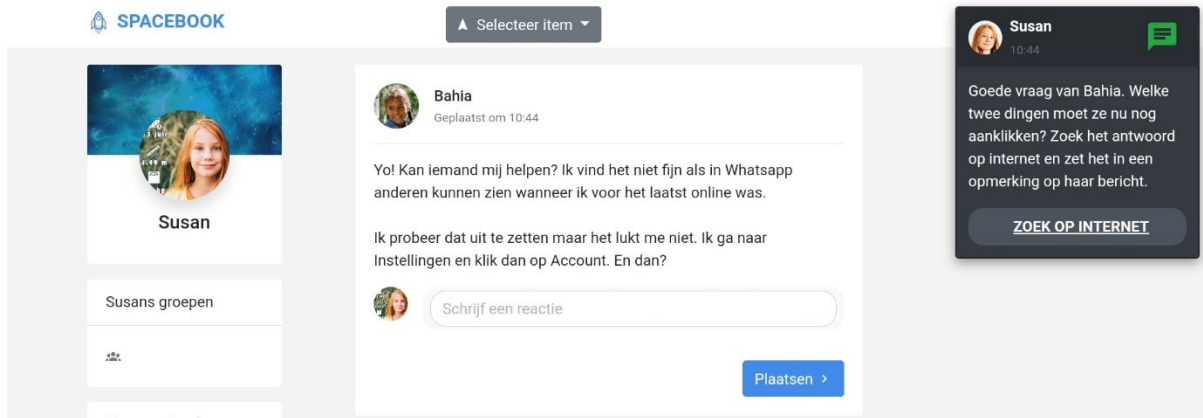 SPACEBOOK
Selecteer item
Susan
Susans groepen
Bahia
Geplaatst om 10:44
Yo! Kan iemand mij helpen? Ik vind het niet fijn als in Whatsapp
anderen kunnen zien wanneer ik voor het laatst online was.
Ik probeer dat uit te zetten maar het lukt me niet. Ik ga naar
Instellingen en klik dan op Account. En dan?
Schrijf een reactie
Plaatsen
Susan
10:44
Goede vraag van Bahia. Welke
twee dingen moet ze nu nog
aanklikken? Zoek het antwoord
op internet en zet het in een
opmerking op haar bericht.
ZOEK OP INTERNET